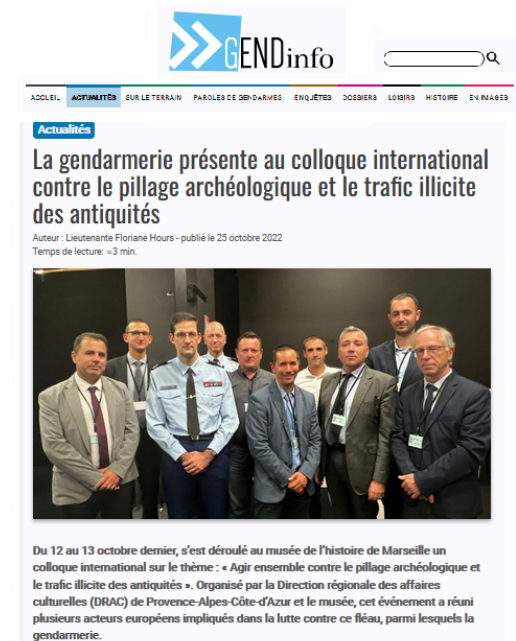 GENDinfo
ACCUEIL ACTUALITÉS SUR LE TERRAIN PAROLES DE GENDARMES ENQUÊTES DOSSIERS LOISIRS HISTOIRE EN IMAGES
Actualités
La gendarmerie présente au colloque international
contre le pillage archéologique et le trafic illicite
des antiquités
Auteur : Lieutenante Floriane Hours - publié le 25 octobre 2022
Temps de lecture: ≈3 min.
Du 12 au 13 octobre dernier, s'est déroulé au musée de l'histoire de Marseille un
colloque international sur le thème : « Agir ensemble contre le pillage archéologique et
le trafic illicite des antiquités ». Organisé par la Direction régionale des affaires
culturelles (DRAC) de Provence-Alpes-Côte-d'Azur et le musée, cet événement a réuni
plusieurs acteurs européens impliqués dans la lutte contre ce fléau, parmi lesquels la
gendarmerie.